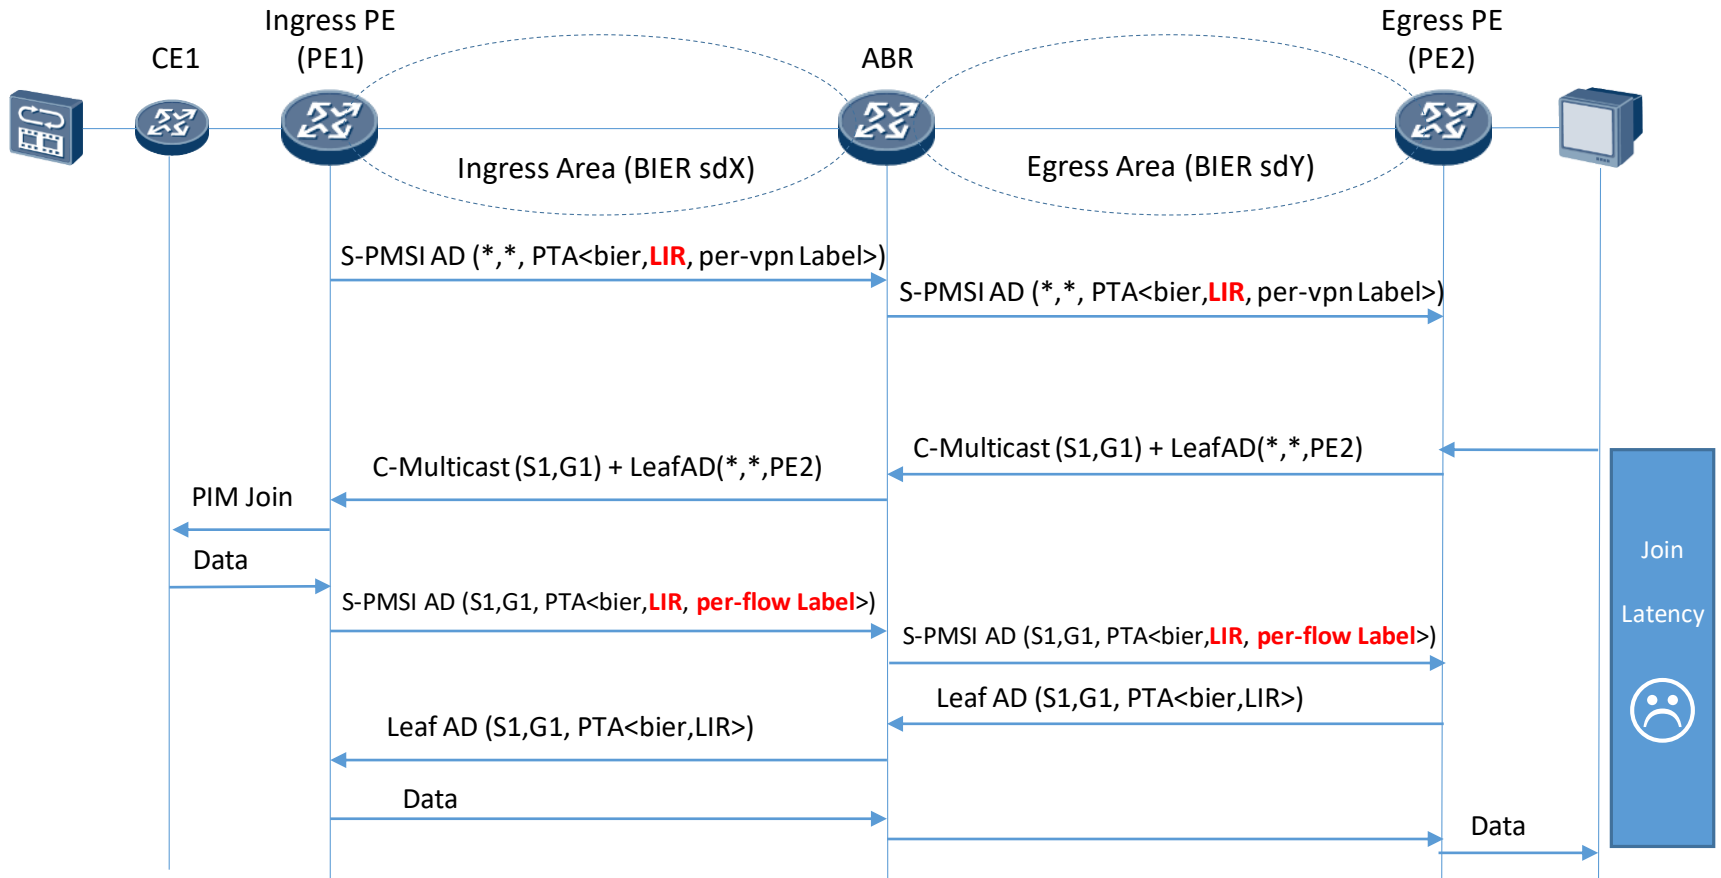 Ingress PE
(PE1)
Egress PE
(PE2)
CE1
ABR
Ingress Area (BIER sdX)
Egress Area (BIER sdY)
S-PMSI AD (*,*, PTA<bier,LIR, per-vpn Label>)
S-PMSI AD (*,*, PTA<bier,LIR, per-vpn Label>)
C-Multicast (S1,G1) + LeafAD(*,*,PE2)
C-Multicast (S1,G1) + LeafAD(*,*,PE2)
PIM Join
Data
S-PMSI AD (S1,G1, PTA<bier,LIR, per-flow Label>)
S-PMSI AD (S1,G1, PTA<bier,LIR, per-flow Label>)
Leaf AD (S1,G1, PTA<bier,LIR>)
Leaf AD (S1,G1, PTA<bier,LIR>)
Data
Data
Join
Latency